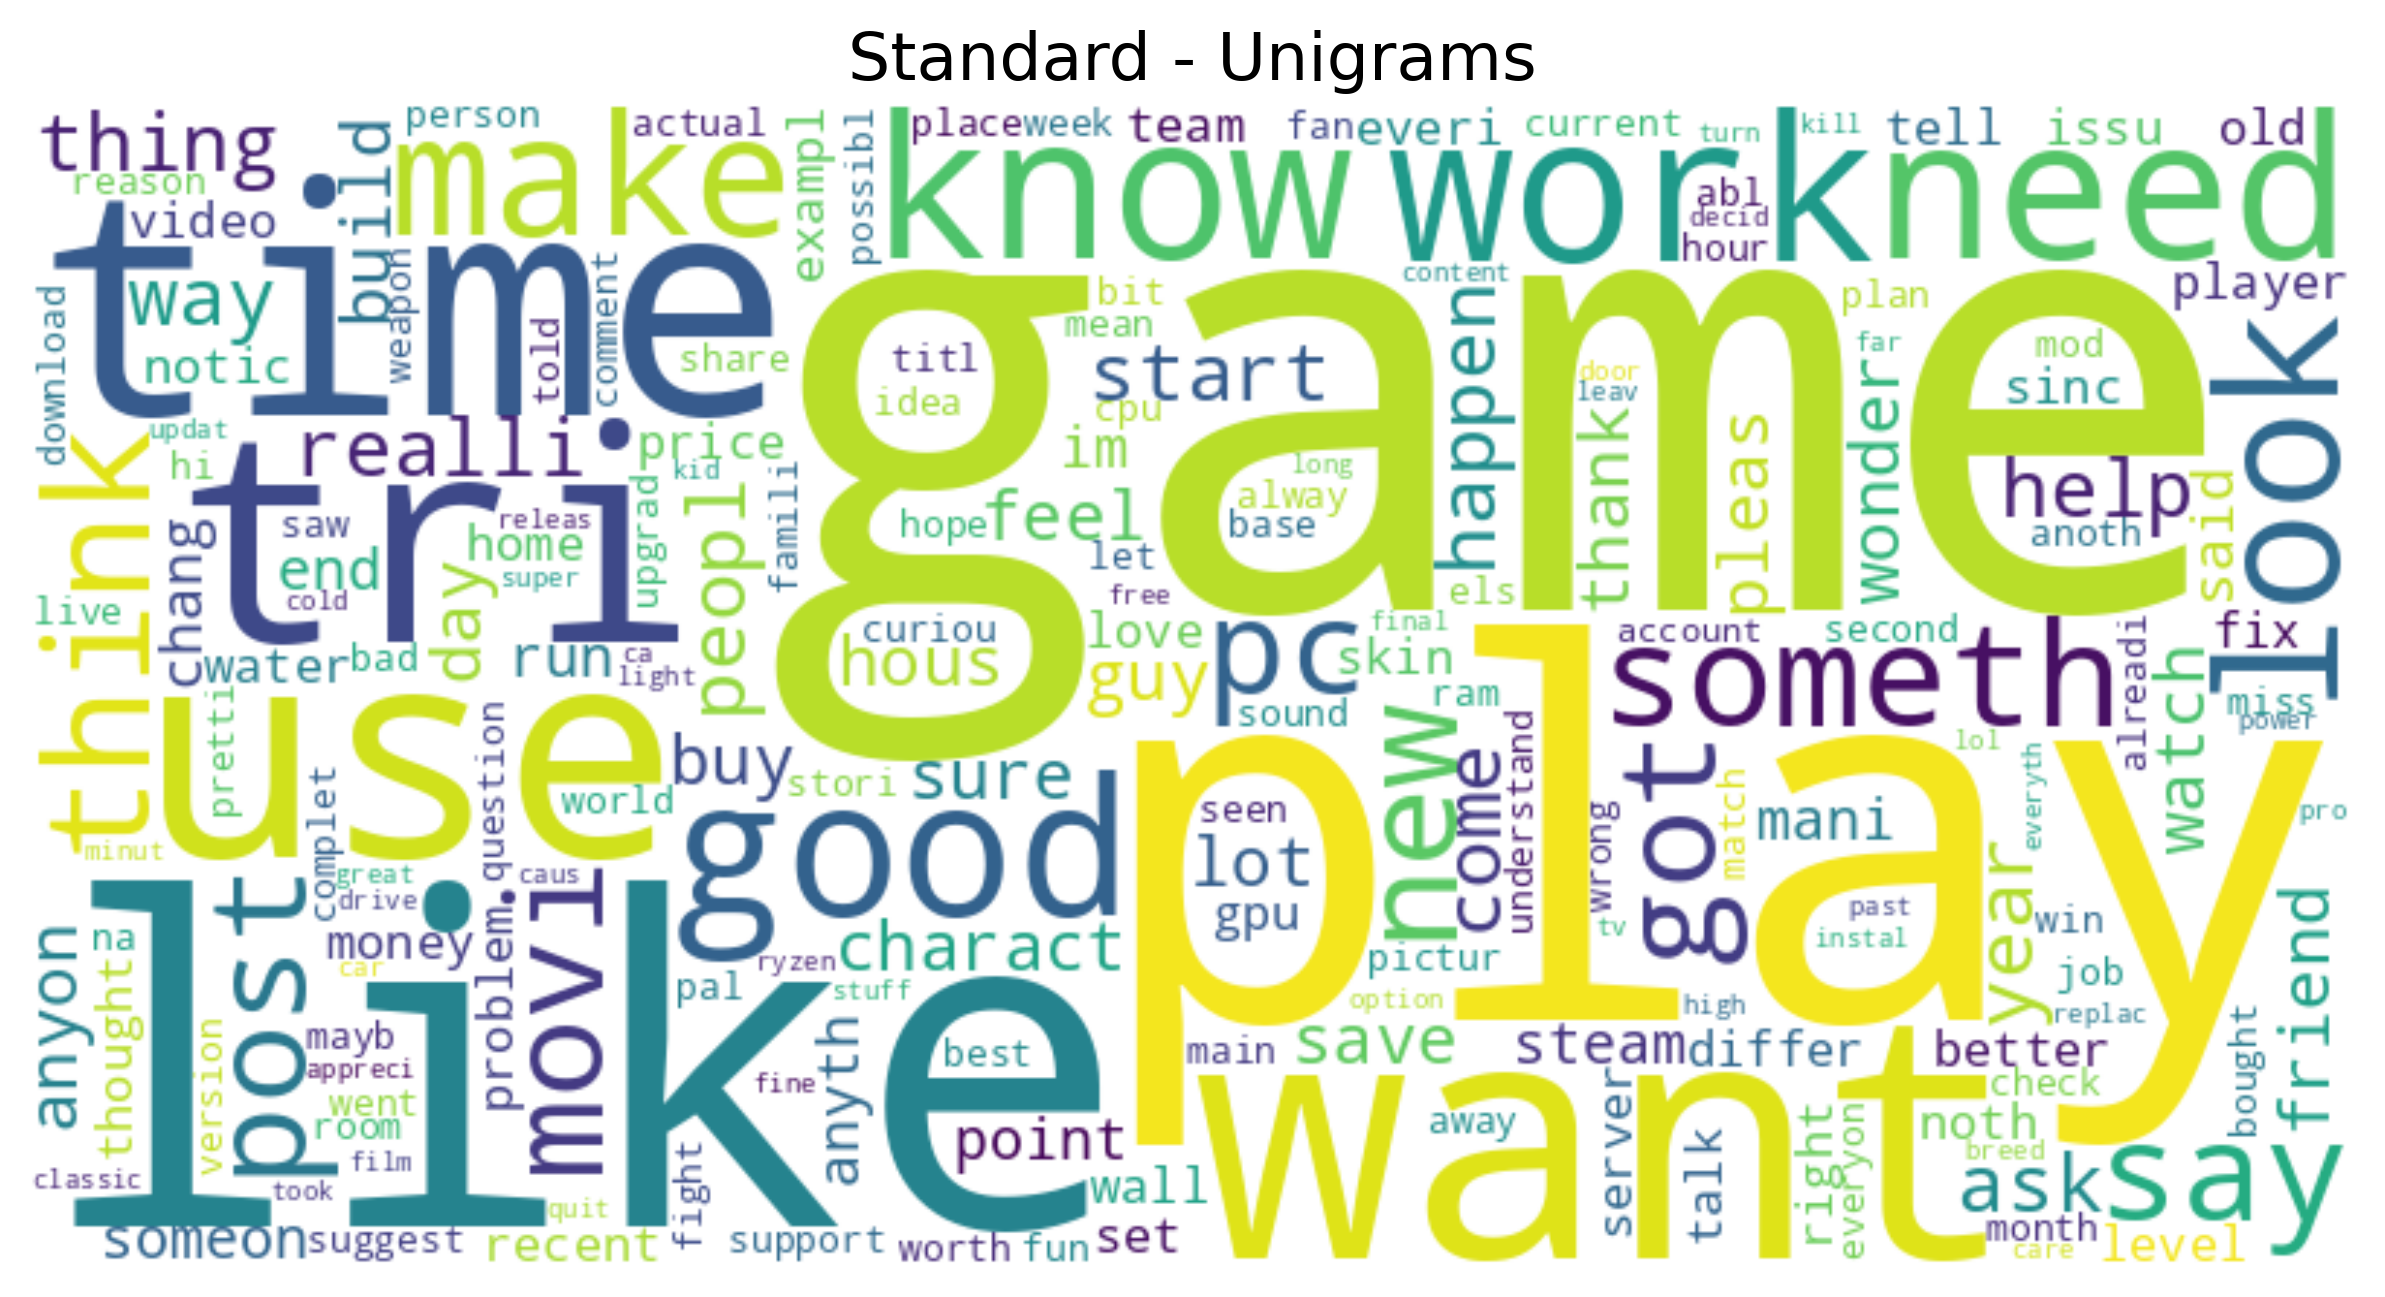 Standard - Unigrams
thing
reason
video
build
person
make
actual
exampl
possibl
know
place
week
team
fan
everi
work
current
turn
abl
decid
hour
kill
tell
issu
old
need
time
way
notic
download
weapon
told
comment
share
game
titl
idea
bit
mean
start
cpu
im
content
happen
door
leav
thank
pleas
plan
far
wonder
mod
sinc
player
look
help
anoth
said
think
updat
hi
realli
price
kid
tri
chang
saw
end
cold
releas
home
super
day
upgrad
peopl
famili
hope
feel
long
alway
base
let
free
els
live
water
bad
run
ca
light
curiou
hous
love
guy
pc
final
skin
ram
sound
account
second
someth
alreadi
fix
miss
power
watch
use
pretti
question
world
buy
stori
sure
good
new
come
understand
wrong
got
match
lol
mani
everyth
pro
play
seen
lot
gpu
minut
complet
great
drive
caus
post
movi
money
car
problem
anyon
na
thought
version
like
mayb
appreci
went
room
film
charact
ryzen
pal
stuff
anyth
fine
best
pictur
option
tv
past
instal
year
win
job
replac
high
friend
bought
main
save
steam
differ
better
check
noth
breed
point
wall
want
away
server
talk
right
everyon
ask
say
classic
took
quit
fight
someon
suggest
recent
support
worth
fun
set
month
care
level